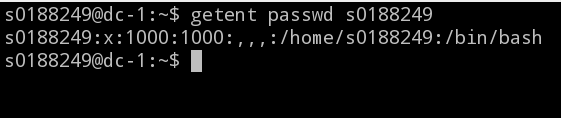 s0188249@dc-1:~$ getent passwd s0188249
s0188249:x:1000:1000:,,,:/home/s0188249:/bin/bash
s0188249@dc-1:~$